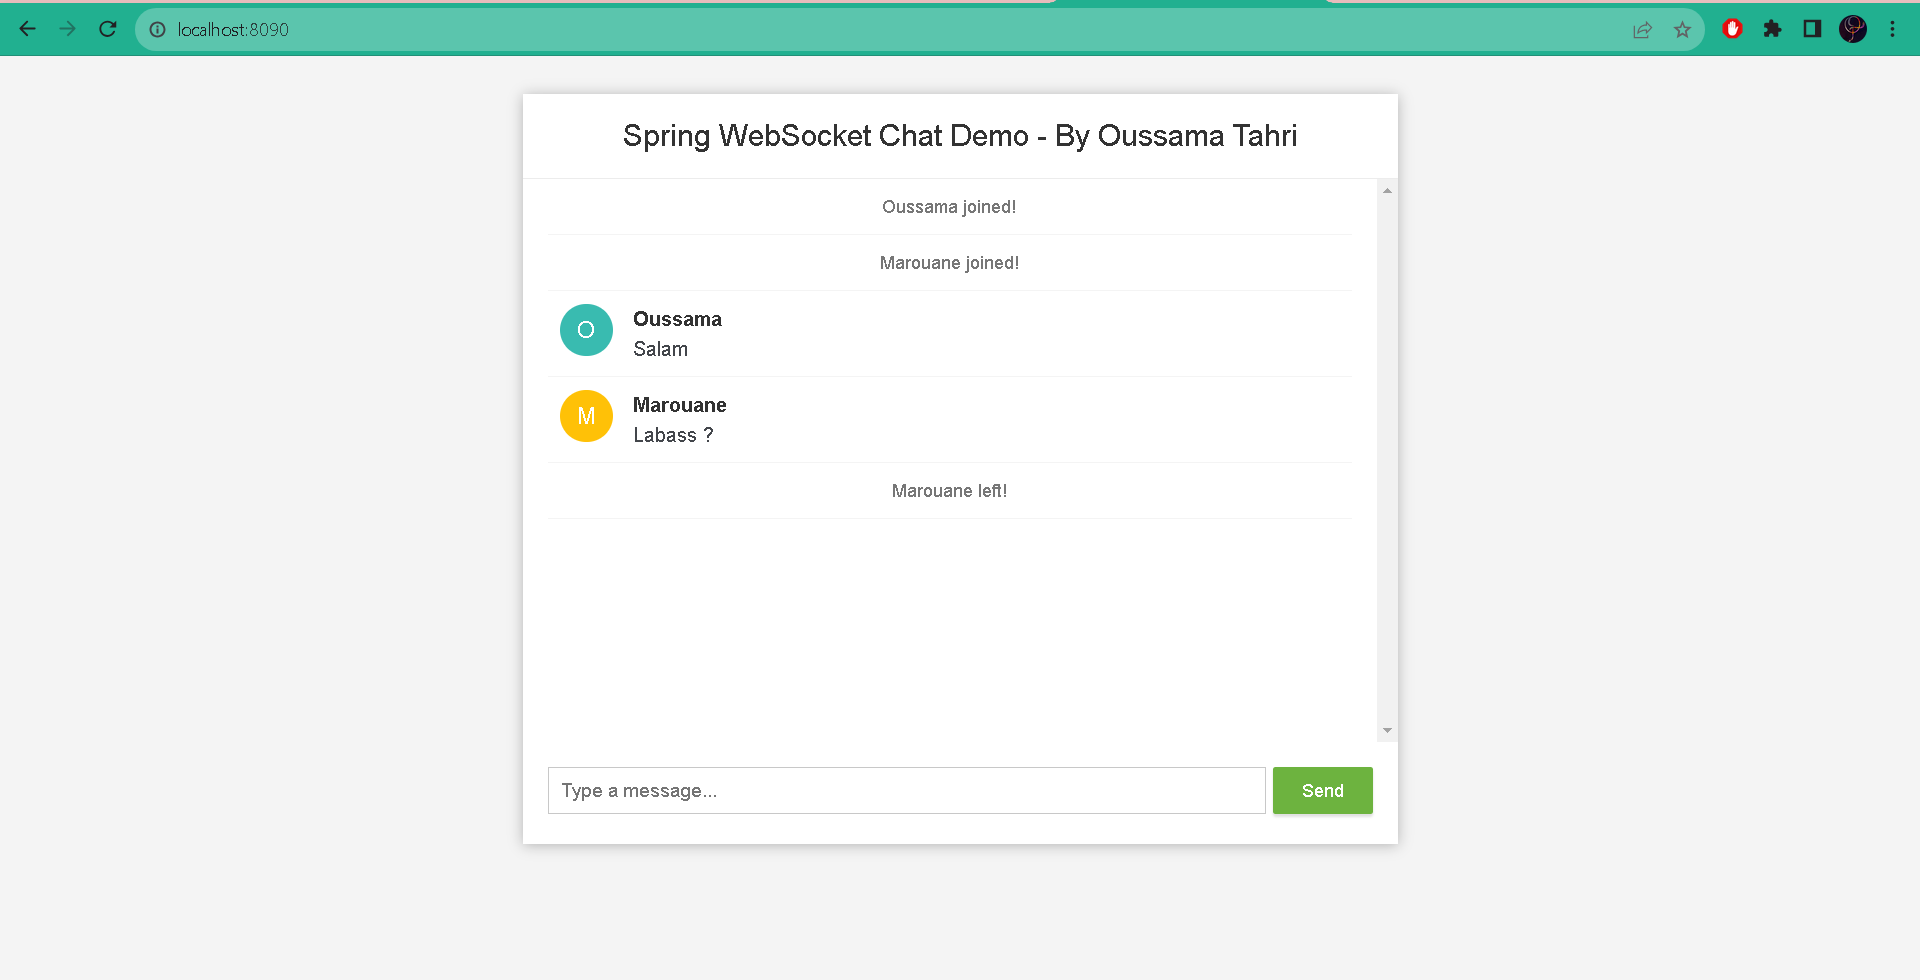 localhost:8090
Spring WebSocket Chat Demo - By Oussama Tahri
Oussama joined!
Marouane joined!
O
Oussama
Salam
M
Marouane
Labass ?
Marouane left!
Type a message...
Send